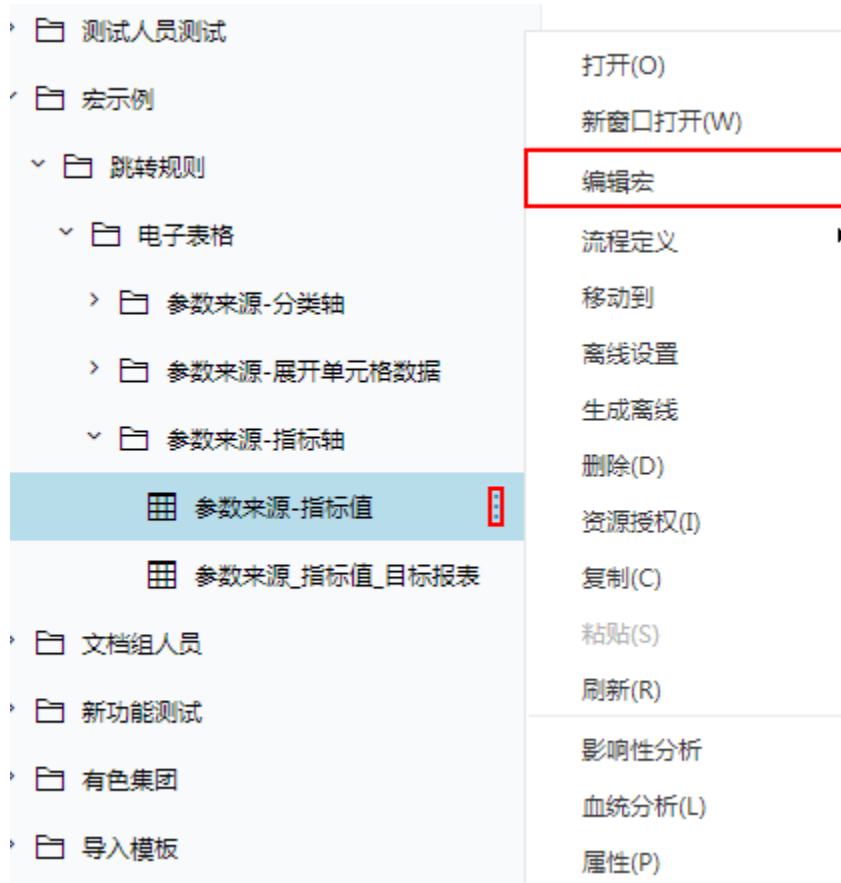 测试人员测试
宏示例
跳转规则
电子表格
参数来源-分类轴
参数来源-展开单元格数据
参数来源-指标轴
参数来源-指标值
参数来源_指标值_目标报表
文档组人员
新功能测试
有色集团
导入模板
打开(O)
新窗口打开(W)
编辑宏
流程定义
移动到
离线设置
生成离线
删除(D)
资源授权(I)
复制(C)
粘贴(S)
刷新(R)
影响性分析
血统分析(L)
属性(P)